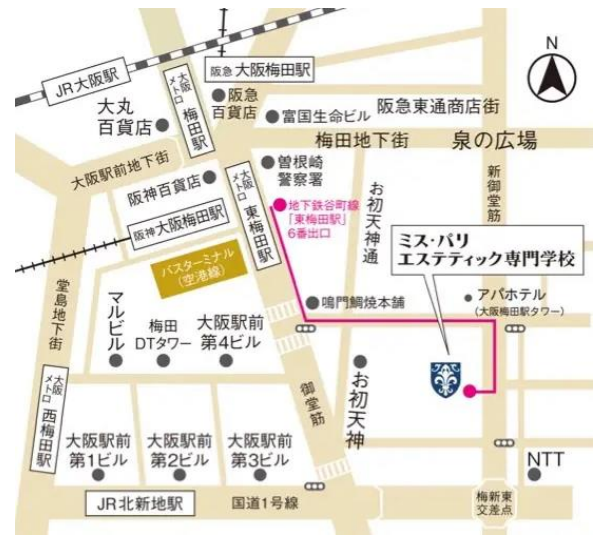 N
JR大阪駅
大阪メトロ 梅田駅
阪急 大阪梅田駅
大丸
百貨店
阪急
百貨店
富国生命ビル
阪急東通商店街
梅田地下街
泉の広場
大阪駅前地下街
阪神百貨店
曽根崎
警察署
大阪メトロ 東梅田駅
地下鉄谷町線
「東梅田駅」
6番出口
お初天神通
新御堂筋
阪神 大阪梅田駅
バスターミナル
(空港線)
ミス・パリ
エステティック専門学校
堂島地下街
マルビル
梅田
DTタワー
大阪駅前
第4ビル
鳴門鯛焼本舗
アパホテル
(大阪梅田駅タワー)
大阪メトロ 西梅田駅
御堂筋
お初天神
大阪駅前
第1ビル
大阪駅前
第2ビル
大阪駅前
第3ビル
NTT
JR北新地駅
国道1号線
梅新東
交差点